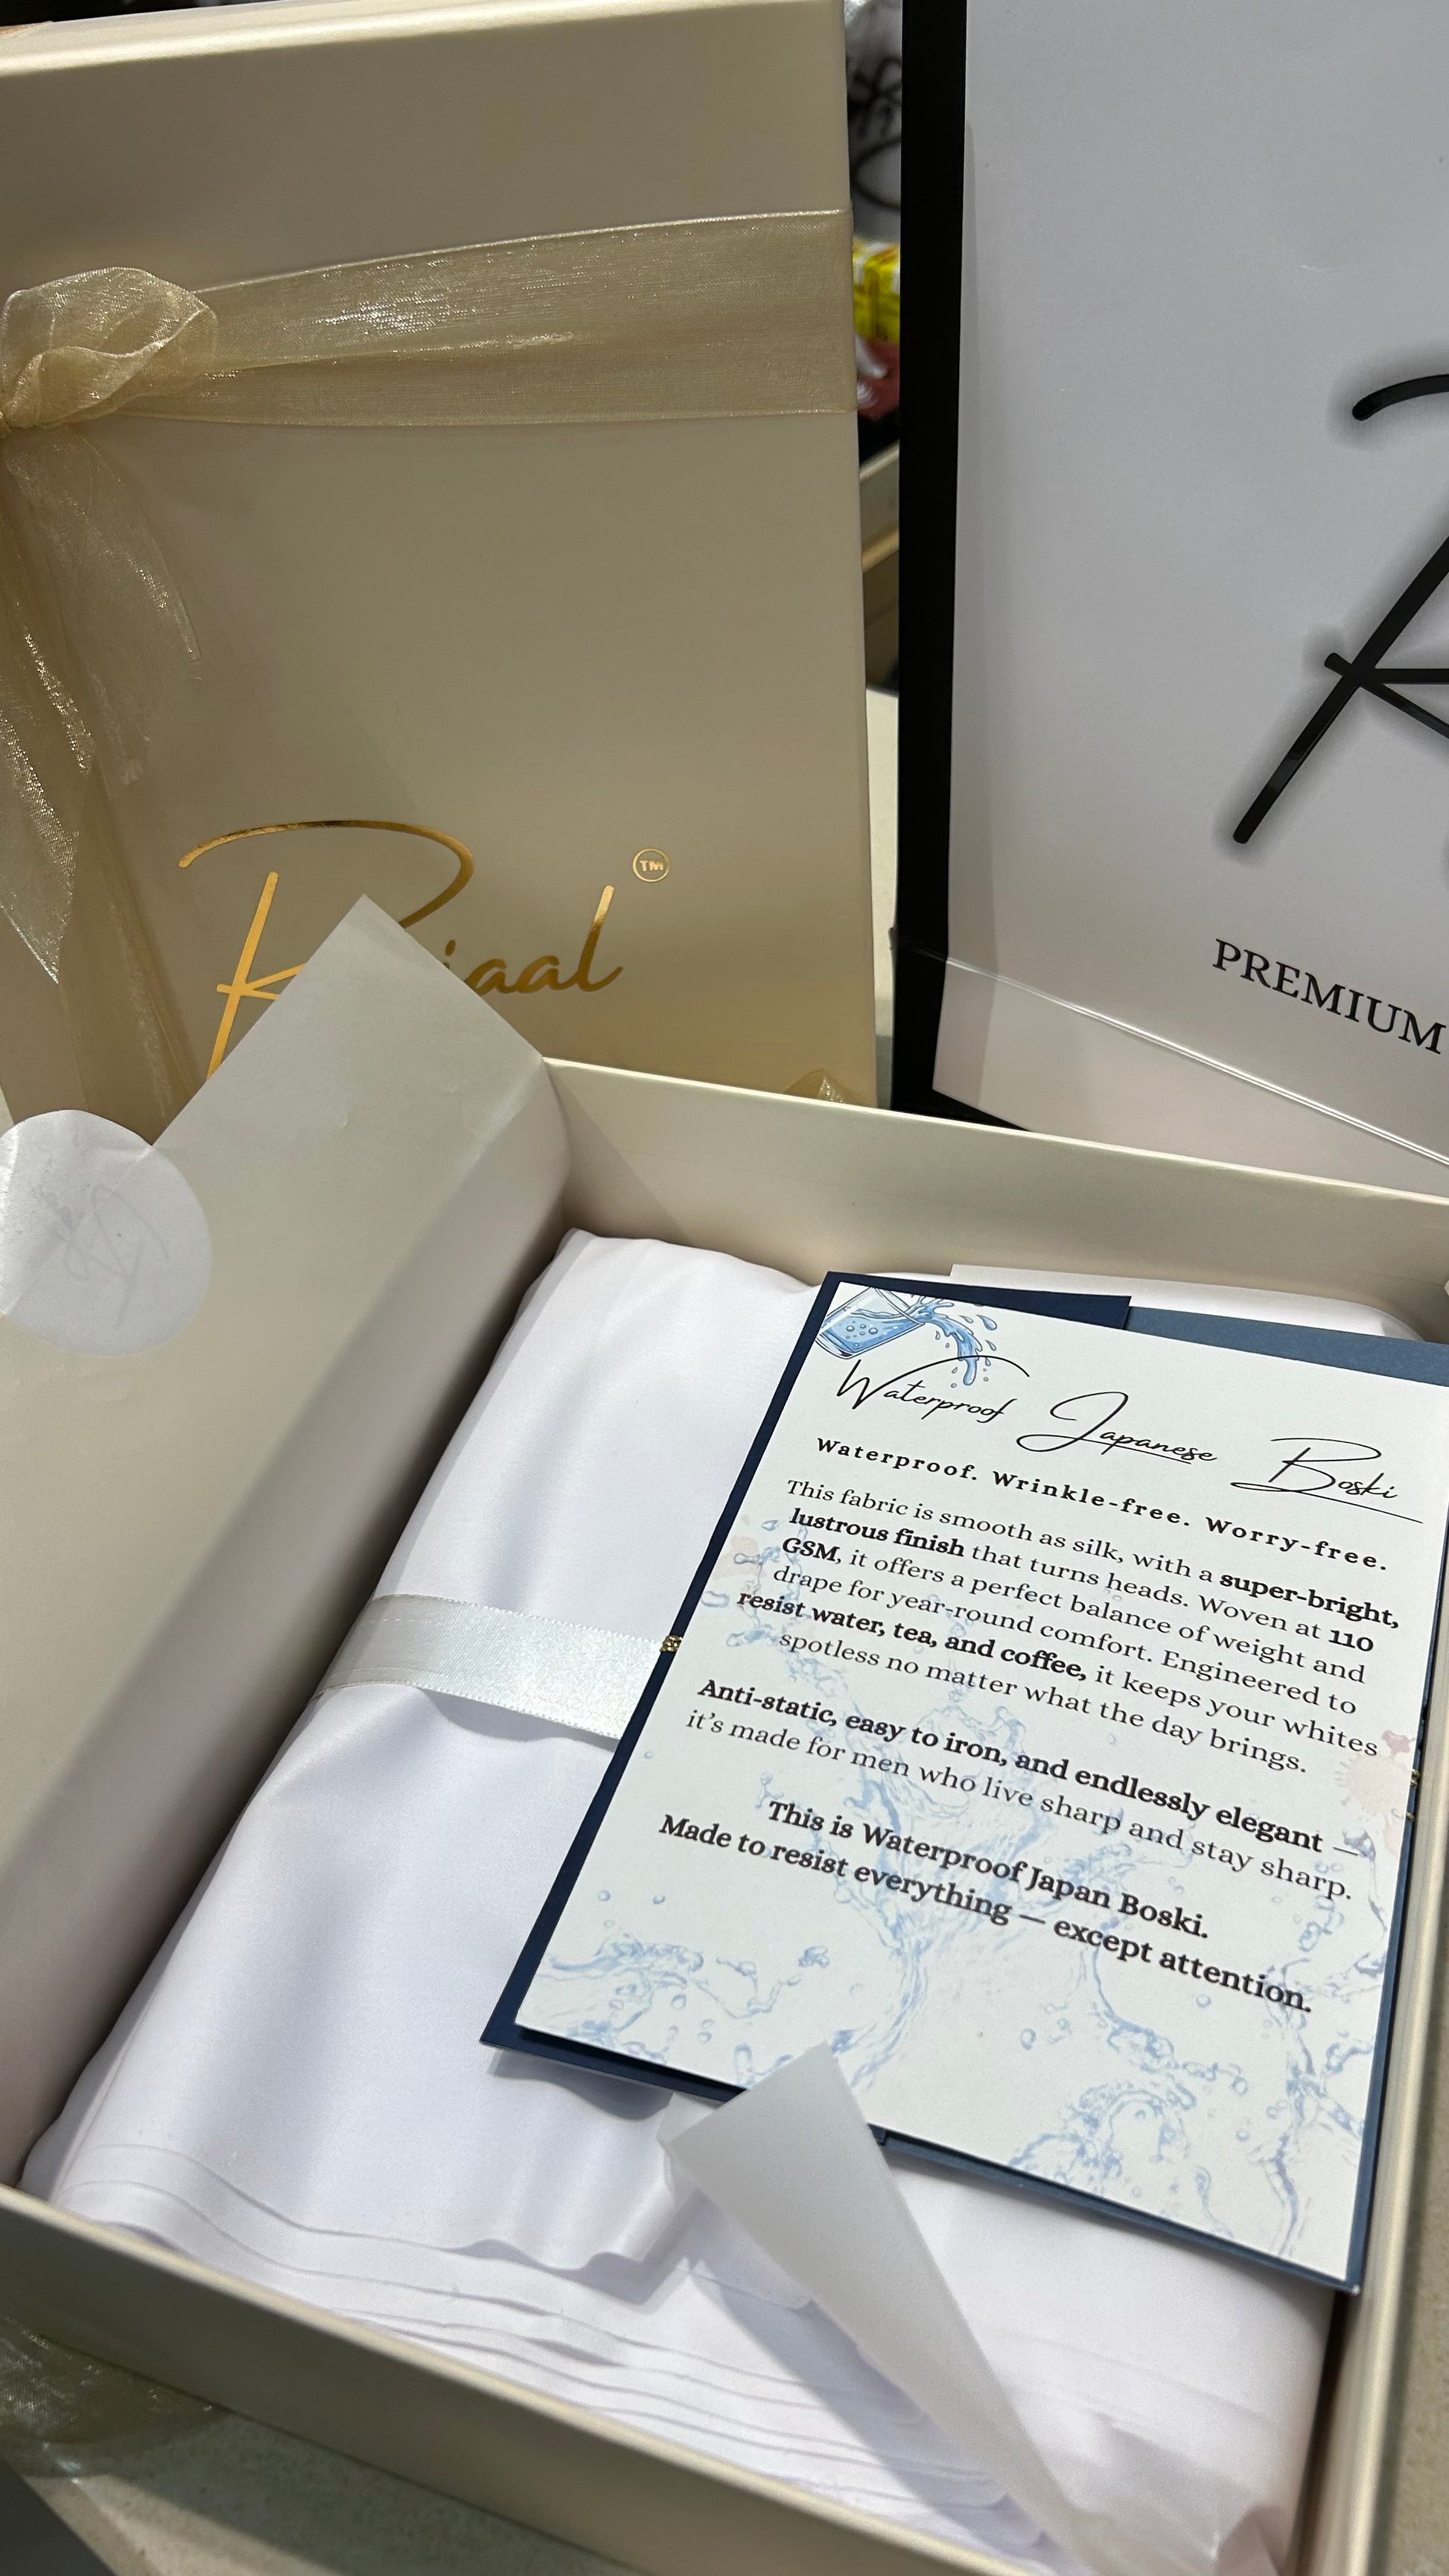 TM
PREMIUM
Waterproof Japanese Boski
Waterproof. Wrinkle-free. Worry-free.
This fabric is smooth as silk, with a super-bright,
lustrous finish that turns heads. Woven at 110
GSM, it offers a perfect balance of weight and
drape for year-round comfort. Engineered to
resist water, tea, and coffee, it keeps your whites
spotless no matter what the day brings.
Anti-static, easy to iron, and endlessly elegant —
it's made for men who live sharp and stay sharp.
This is Waterproof Japan Boski.
Made to resist everything — except attention.